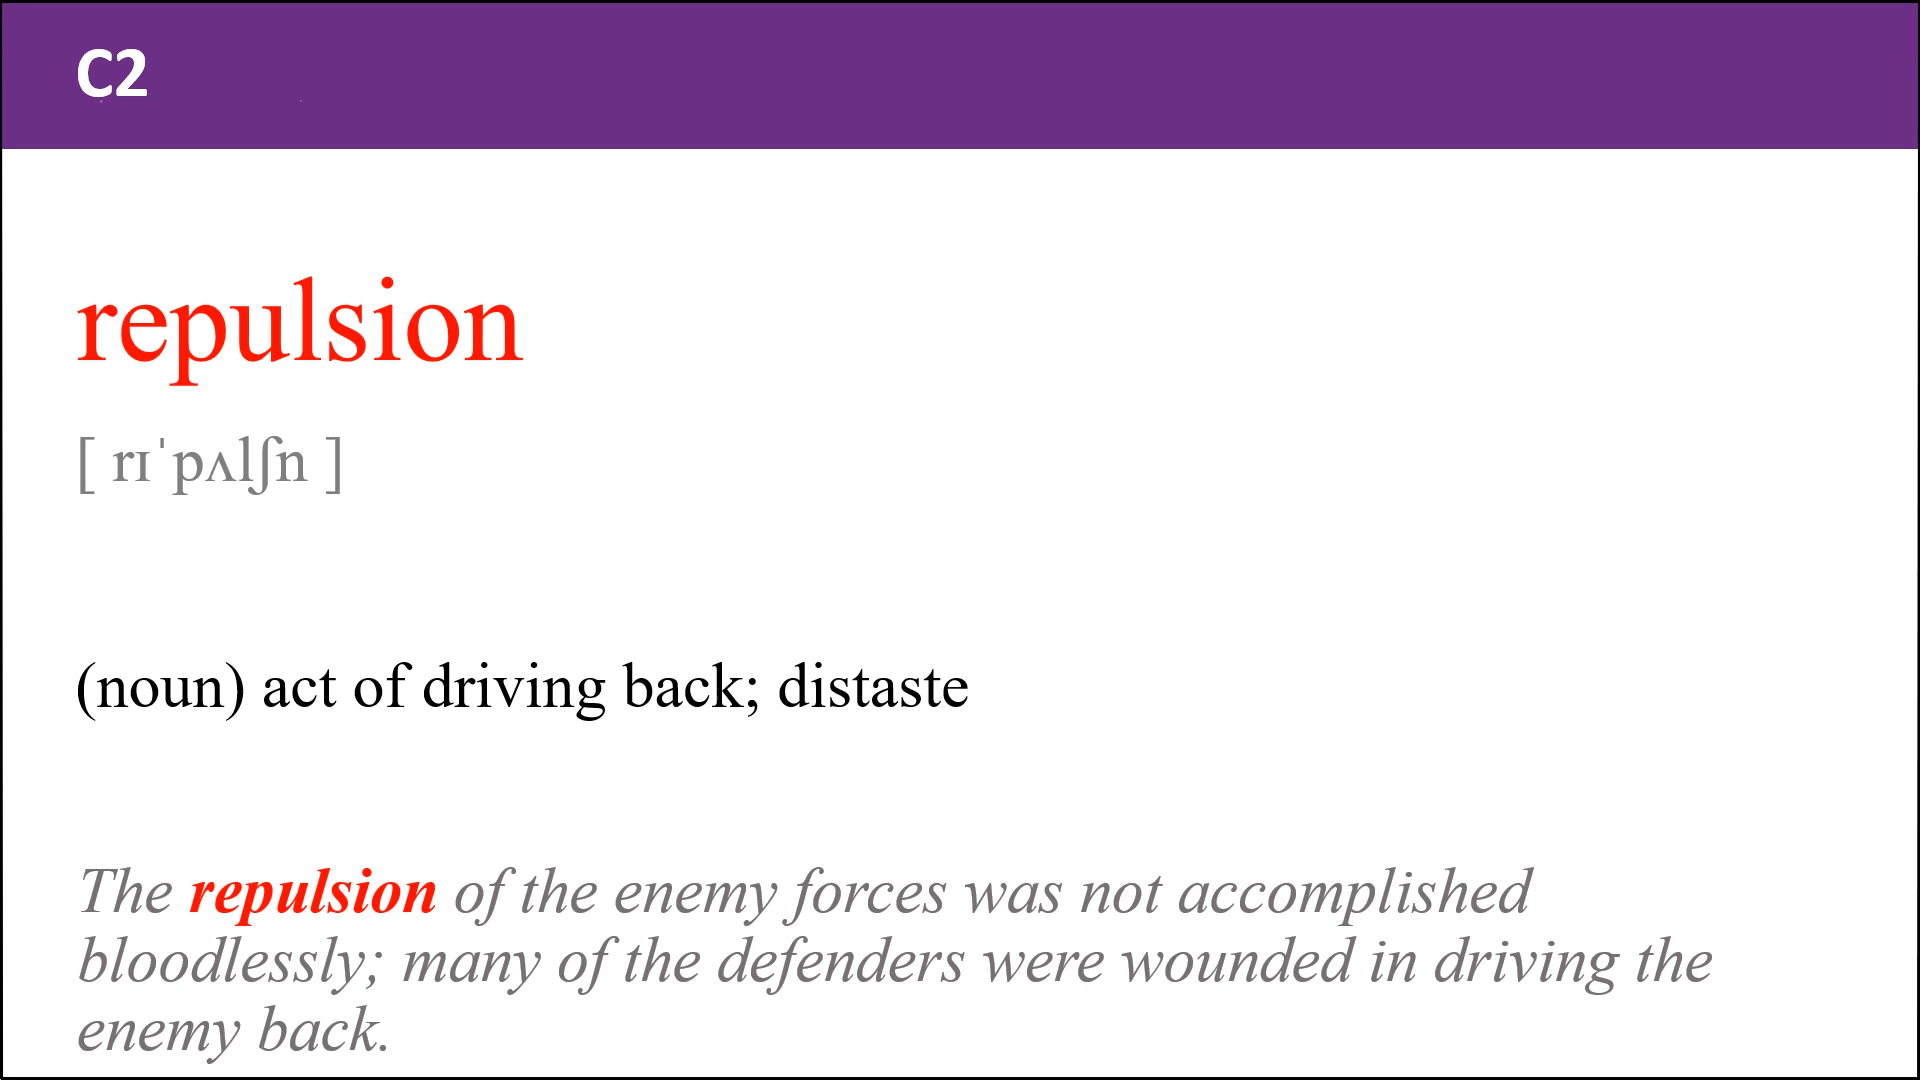 C2
repulsion
[ rɪˈpʌlʃn ]
(noun) act of driving back; distaste
The repulsion of the enemy forces was not accomplished
bloodlessly; many of the defenders were wounded in driving the
enemy back.